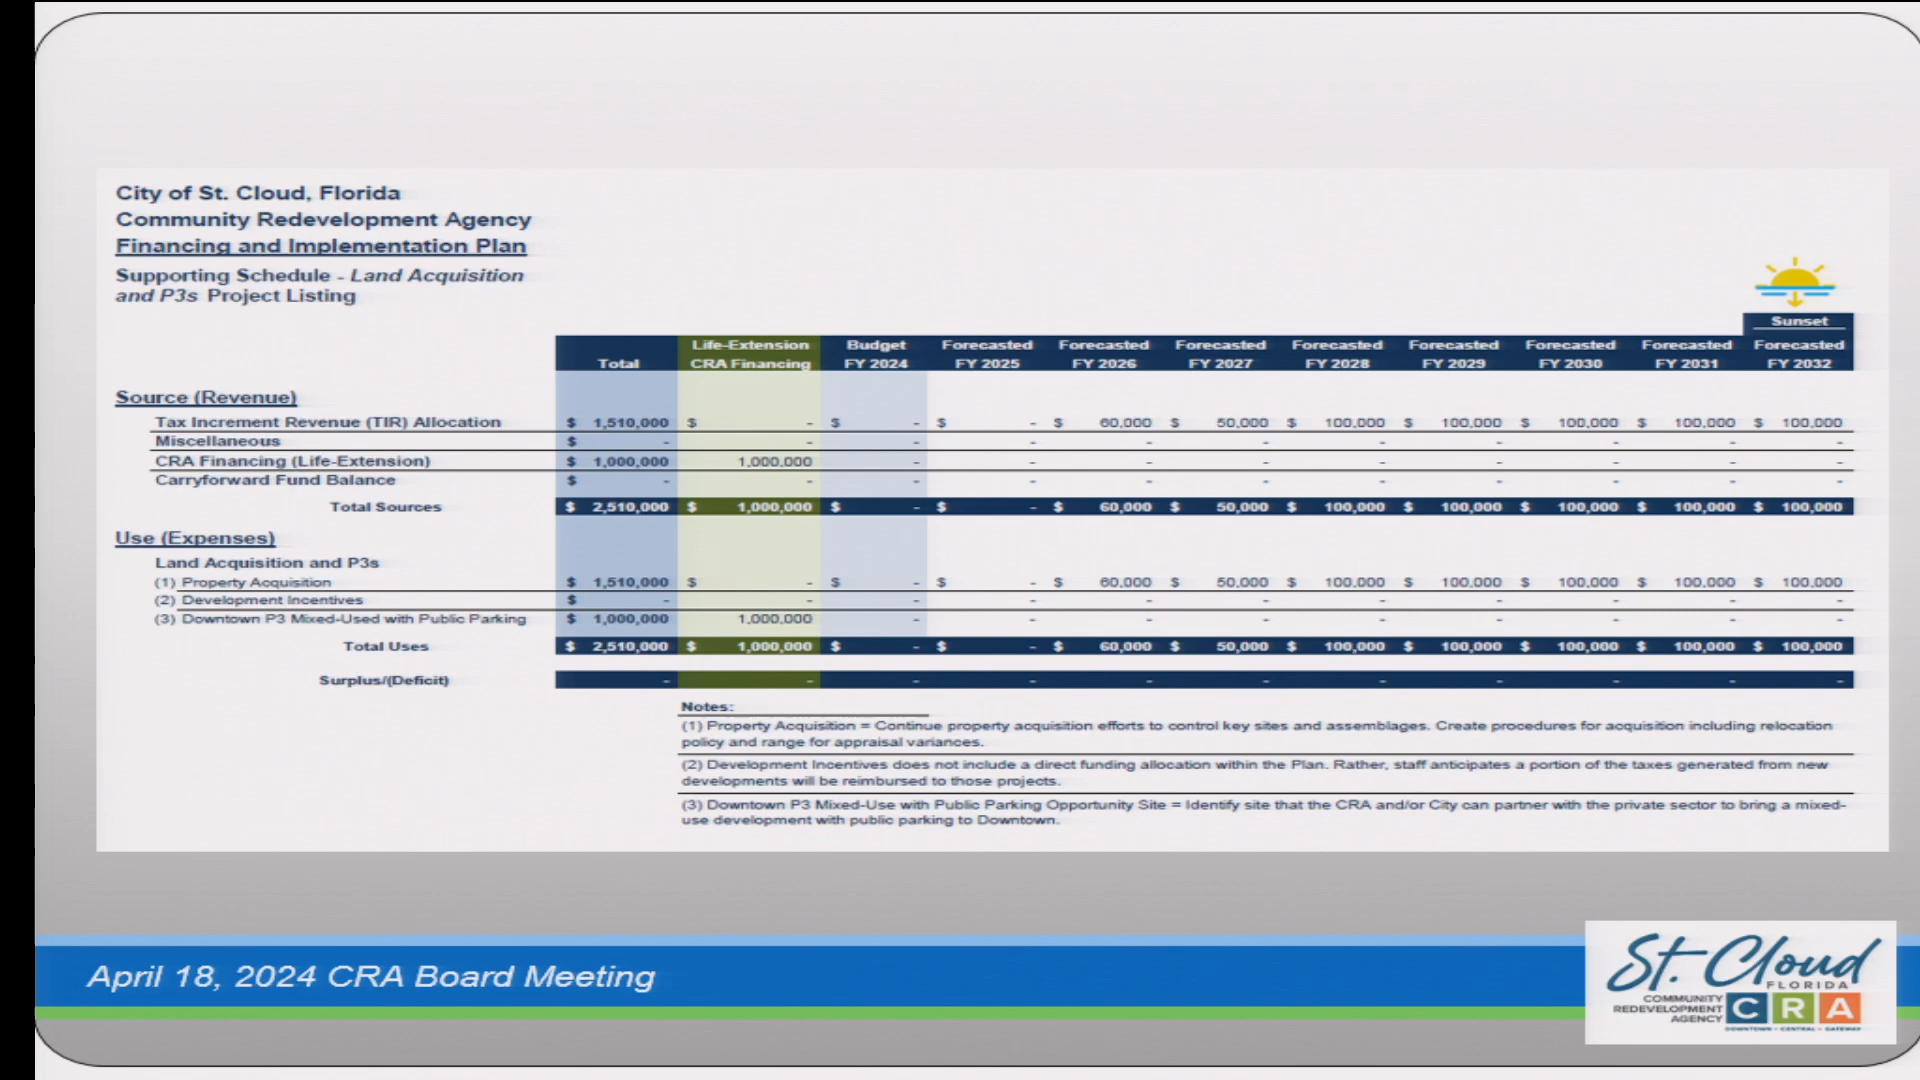 City of St. Cloud, Florida
Community Redevelopment Agency
Financing and Implementation Plan
Supporting Schedule - Land Acquisition
and P3s Project Listing
Sunset
Life-Extension Budget Forecasted Forecasted Forecasted Forecasted Forecasted Forecasted Forecasted Forecasted
Total CRA Financing FY 2024 FY 2025 FY 2026 FY 2027 FY 2028 FY 2029 FY 2030 FY 2031 FY 2032
Source (Revenue)
Tax Increment Revenue (TIR) Allocation $ 1,510,000 $ - $ - $ - $ 60,000 $ 50,000 $ 100,000 $ 100,000 $ 100,000 $ 100,000 $ 100,000
Miscellaneous $ - - - - - - - - - - -
CRA Financing (Life-Extension) $ 1,000,000 1,000,000 - - - - - - - - -
Carryforward Fund Balance $ - - - - - - - - - - -
Total Sources $ 2,510,000 $ 1,000,000 $ - $ - $ 60,000 $ 50,000 $ 100,000 $ 100,000 $ 100,000 $ 100,000 $ 100,000
Use (Expenses)
Land Acquisition and P3s
(1) Property Acquisition $ 1,510,000 $ - $ - $ - $ 60,000 $ 50,000 $ 100,000 $ 100,000 $ 100,000 $ 100,000 $ 100,000
(2) Development Incentives $ - - - - - - - - - - -
(3) Downtown P3 Mixed-Used with Public Parking $ 1,000,000 1,000,000 - - - - - - - - -
Total Uses $ 2,510,000 $ 1,000,000 $ - $ - $ 60,000 $ 50,000 $ 100,000 $ 100,000 $ 100,000 $ 100,000 $ 100,000
Surplus/(Deficit) - - - - - - - - - - -
Notes:
(1) Property Acquisition = Continue property acquisition efforts to control key sites and assemblages. Create procedures for acquisition including relocation
policy and range for appraisal variances.
(2) Development Incentives does not include a direct funding allocation within the Plan. Rather, staff anticipates a portion of the taxes generated from new
developments will be reimbursed to those projects.
(3) Downtown P3 Mixed-Use with Public Parking Opportunity Site = Identify site that the CRA and/or City can partner with the private sector to bring a mixed-
use development with public parking to Downtown.
April 18, 2024 CRA Board Meeting
St. Cloud
FLORIDA
COMMUNITY
REDEVELOPMENT
AGENCY
CRA
DOWNTOWN • CENTRAL • GATEWAY